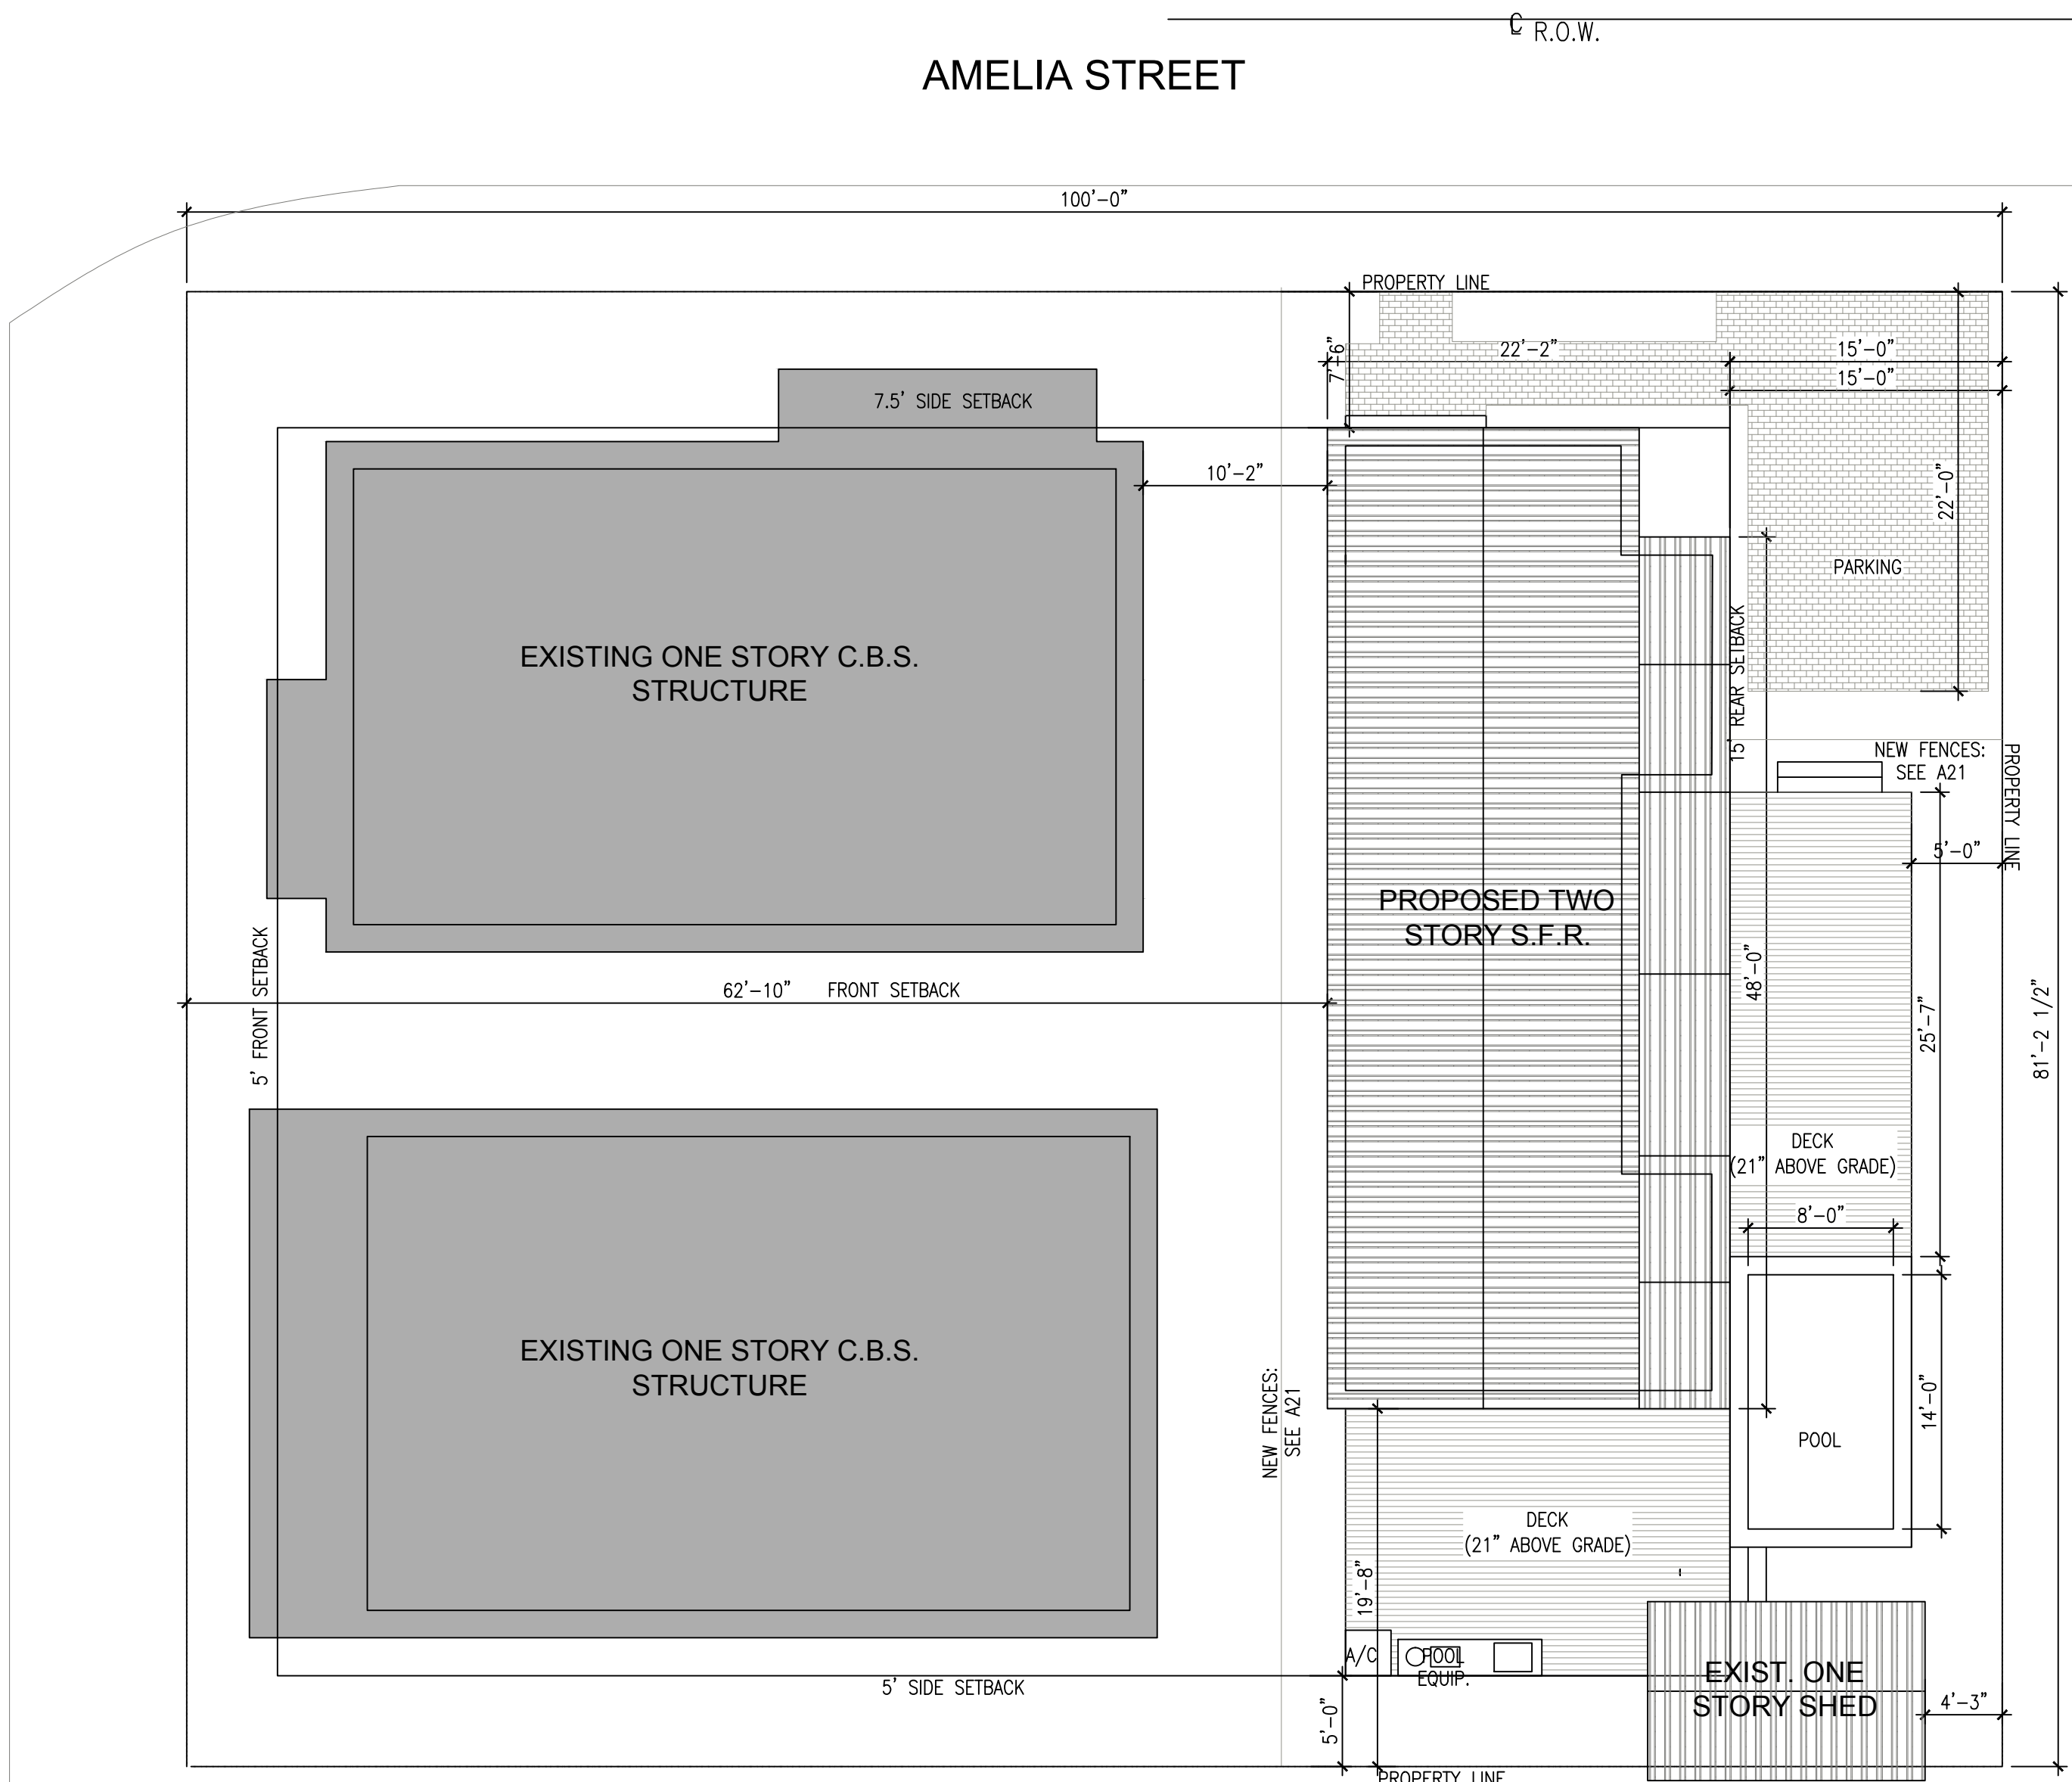 ℄ R.O.W.
AMELIA STREET
100'-0"
PROPERTY LINE
7'-6"
22'-2"
15'-0"
15'-0"
7.5' SIDE SETBACK
10'-2"
22'-0"
PARKING
EXISTING ONE STORY C.B.S.
STRUCTURE
15' REAR SETBACK
NEW FENCES:
SEE A21
PROPERTY LINE
5'-0"
PROPOSED TWO
STORY S.F.R.
48'-0"
25'-7"
81'-2 1/2"
5' FRONT SETBACK
62'-10" FRONT SETBACK
DECK
(21" ABOVE GRADE)
8'-0"
EXISTING ONE STORY C.B.S.
STRUCTURE
NEW FENCES:
SEE A21
14'-0"
POOL
DECK
(21" ABOVE GRADE)
19'-8"
A/C
POOL
EQUIP.
5' SIDE SETBACK
EXIST. ONE
STORY SHED
4'-3"
5'-0"
PROPERTY LINE